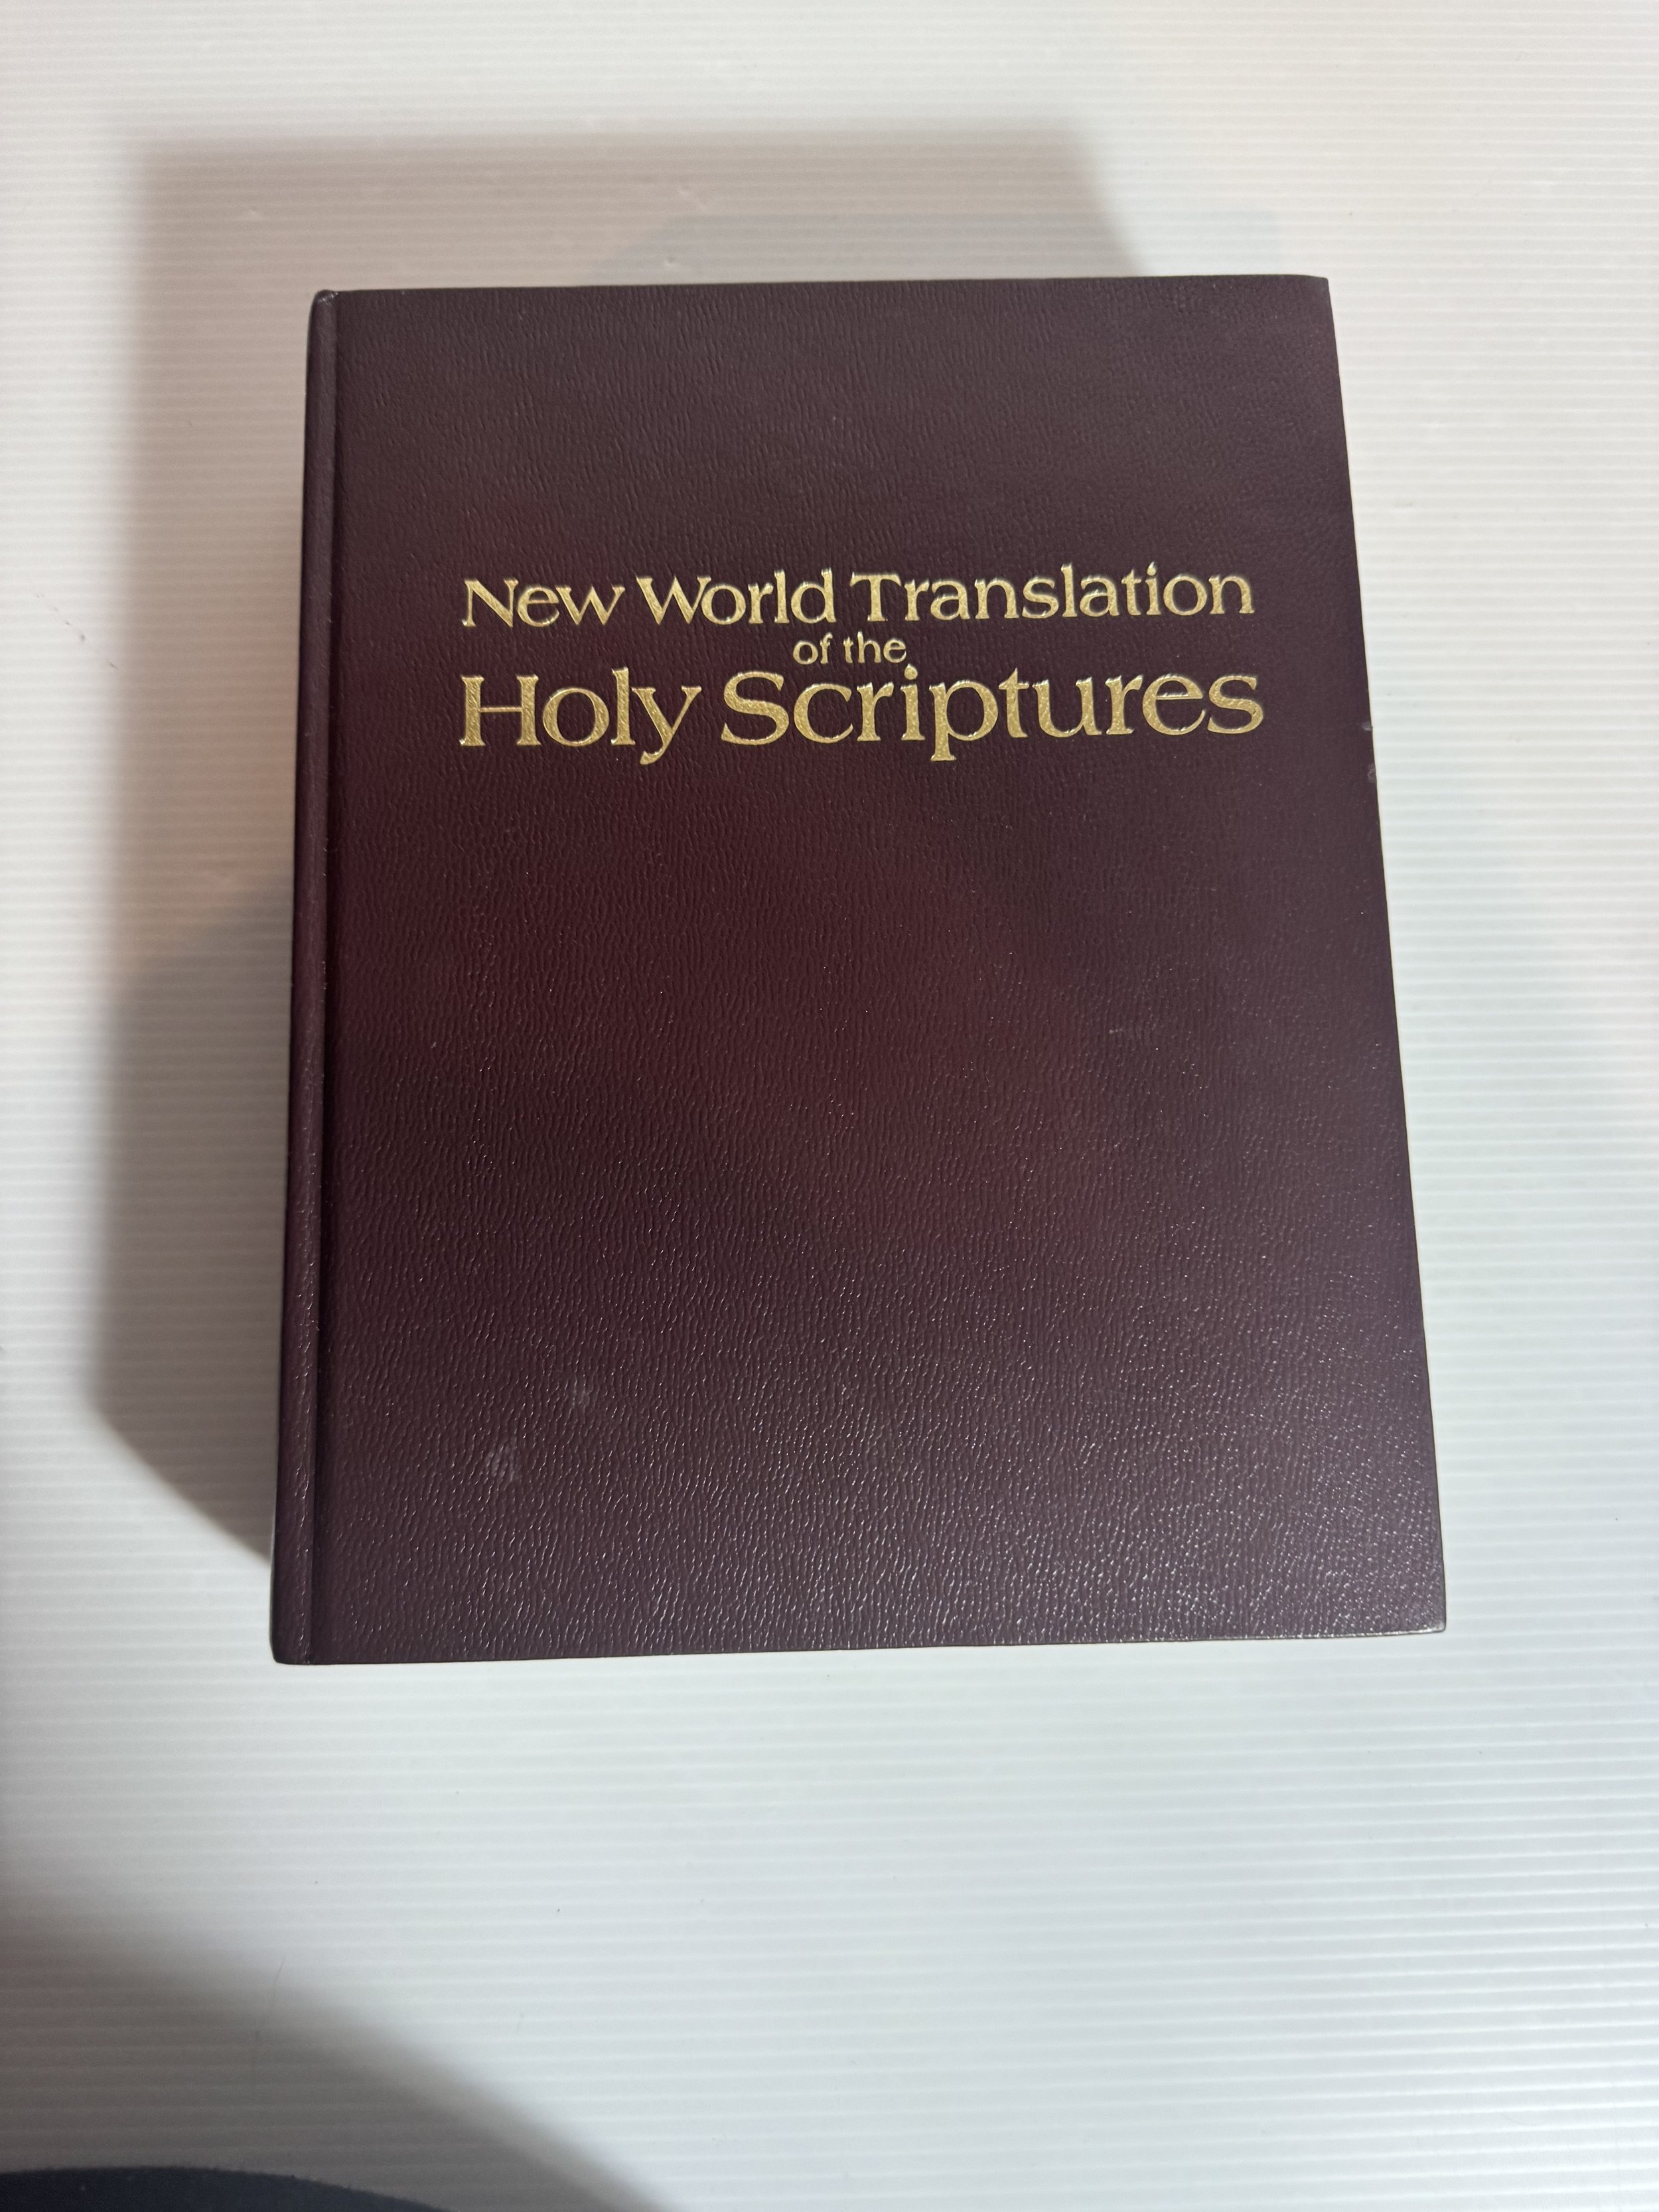 New World Translation
of the
Holy Scriptures